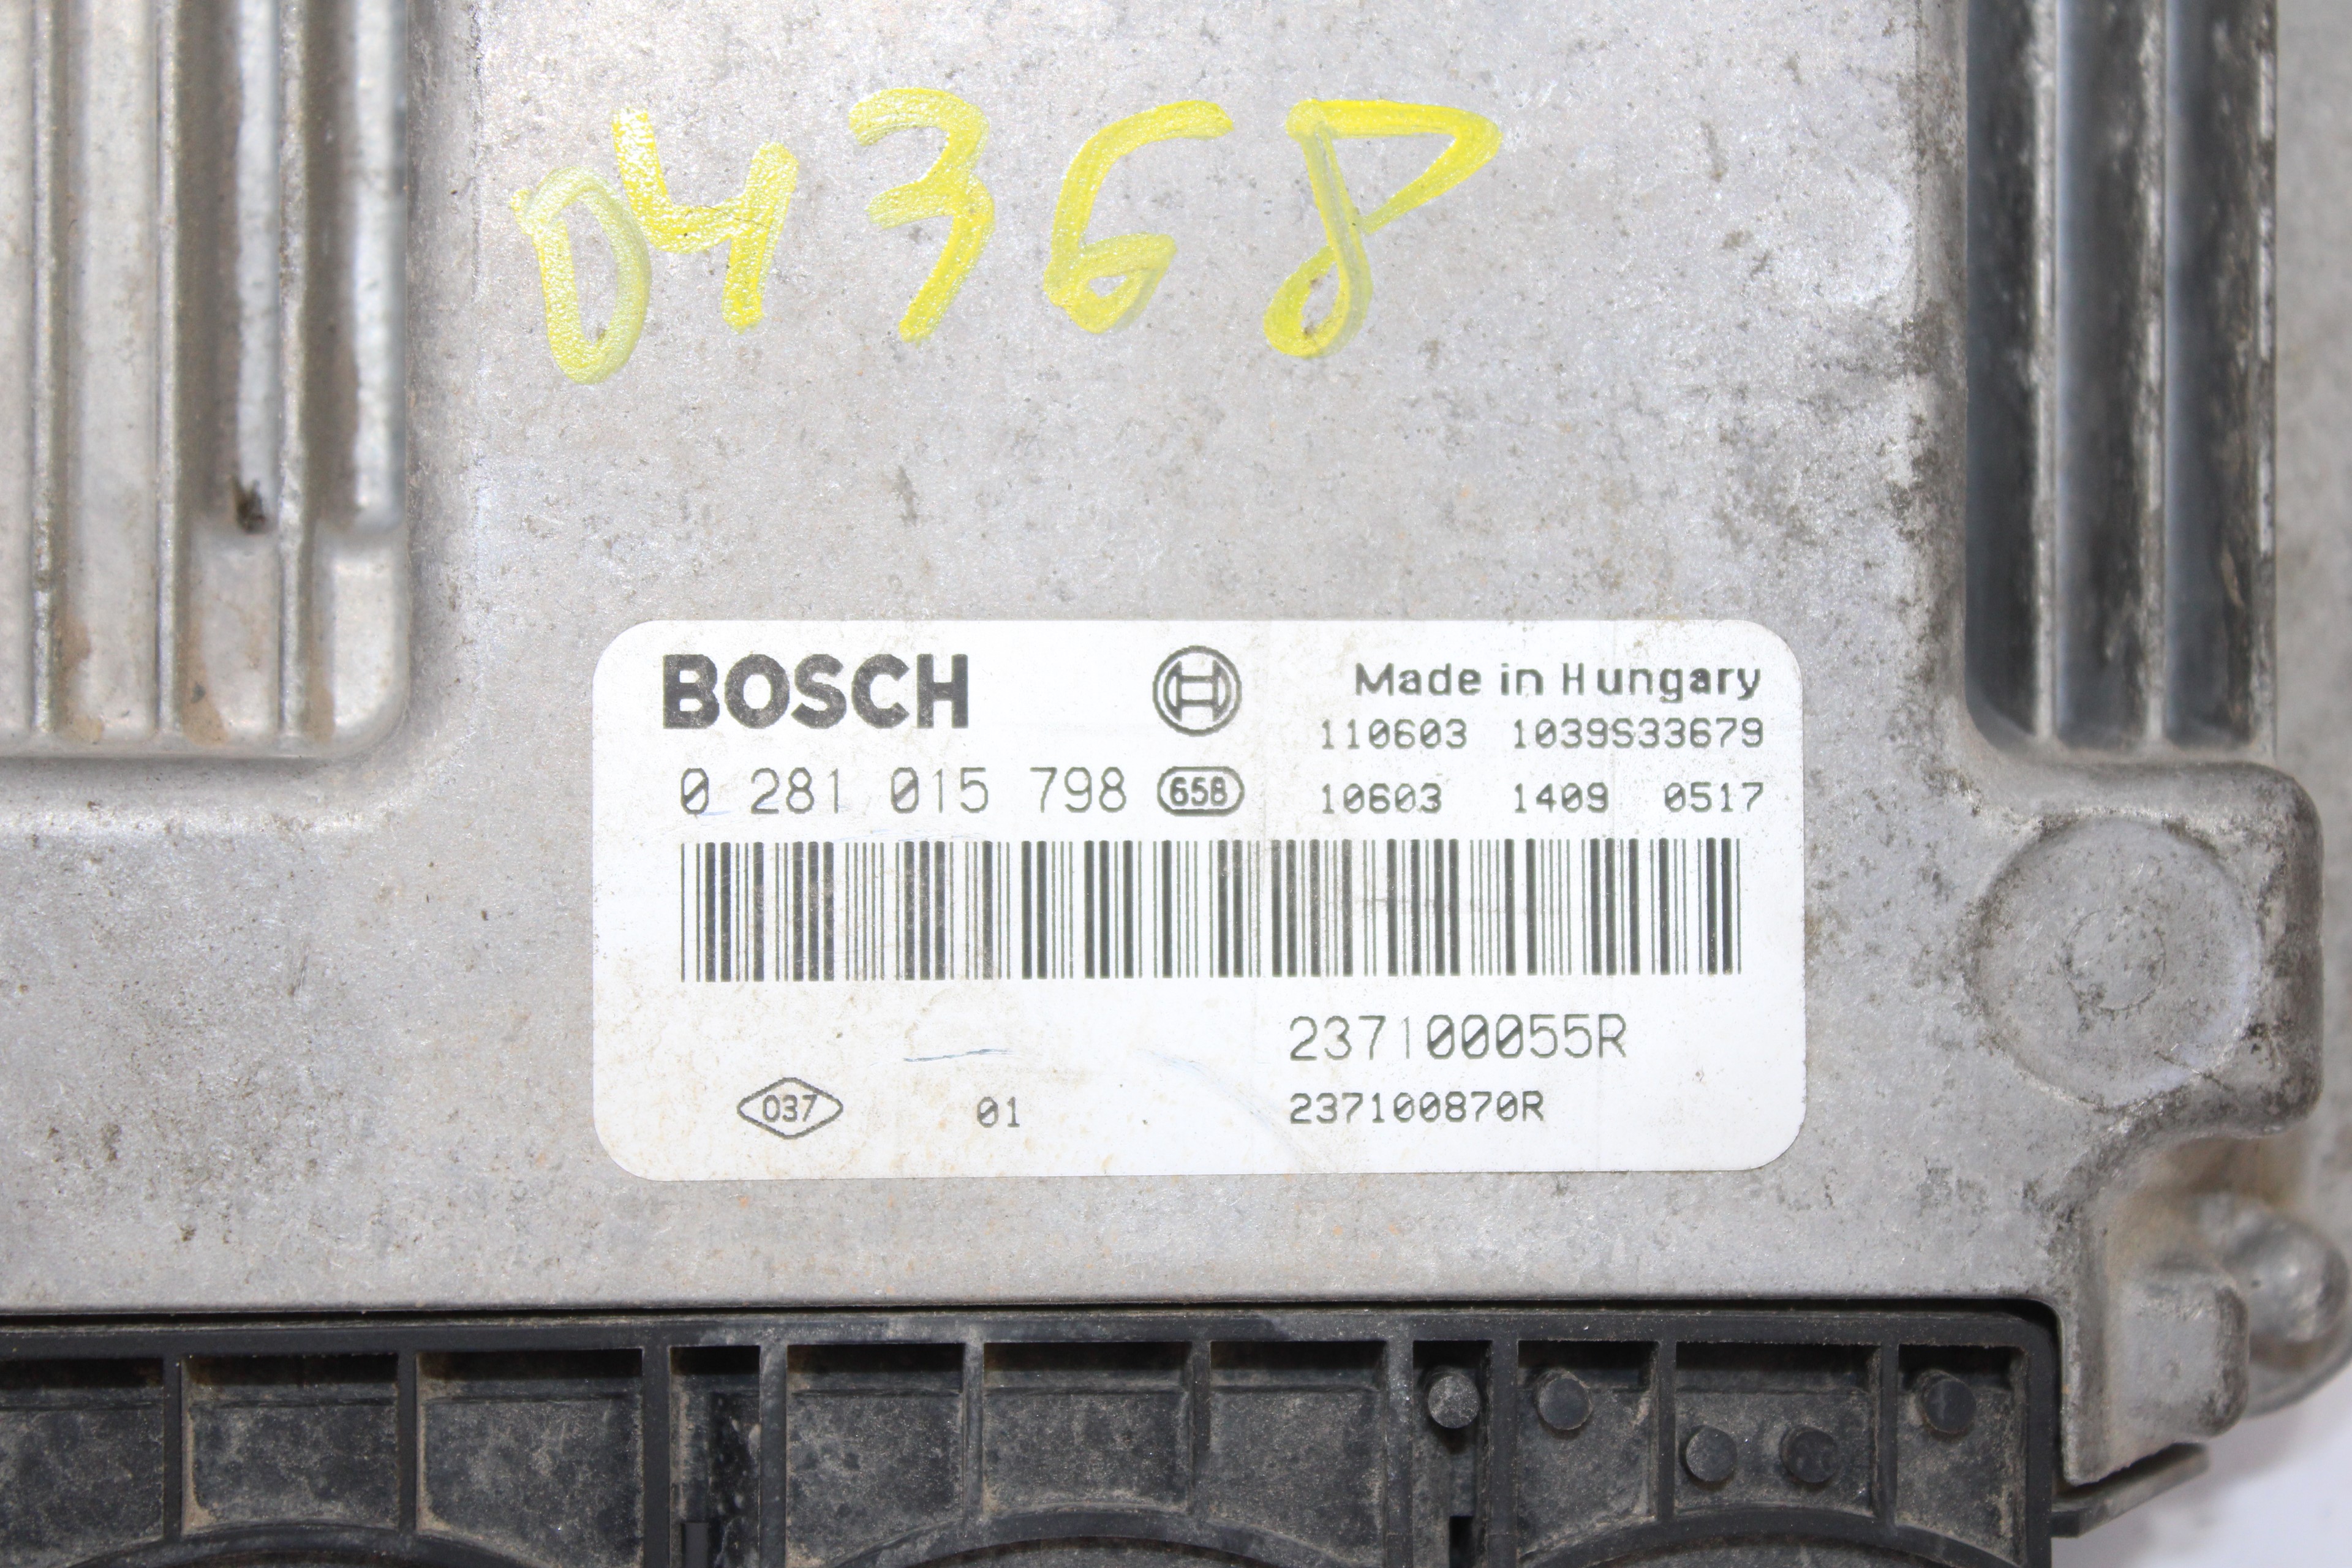 04368
BOSCH Made in Hungary
110603 1039S33679
0 281 015 798 658 10603 1409 0517
237100055R
037 01 237100870R